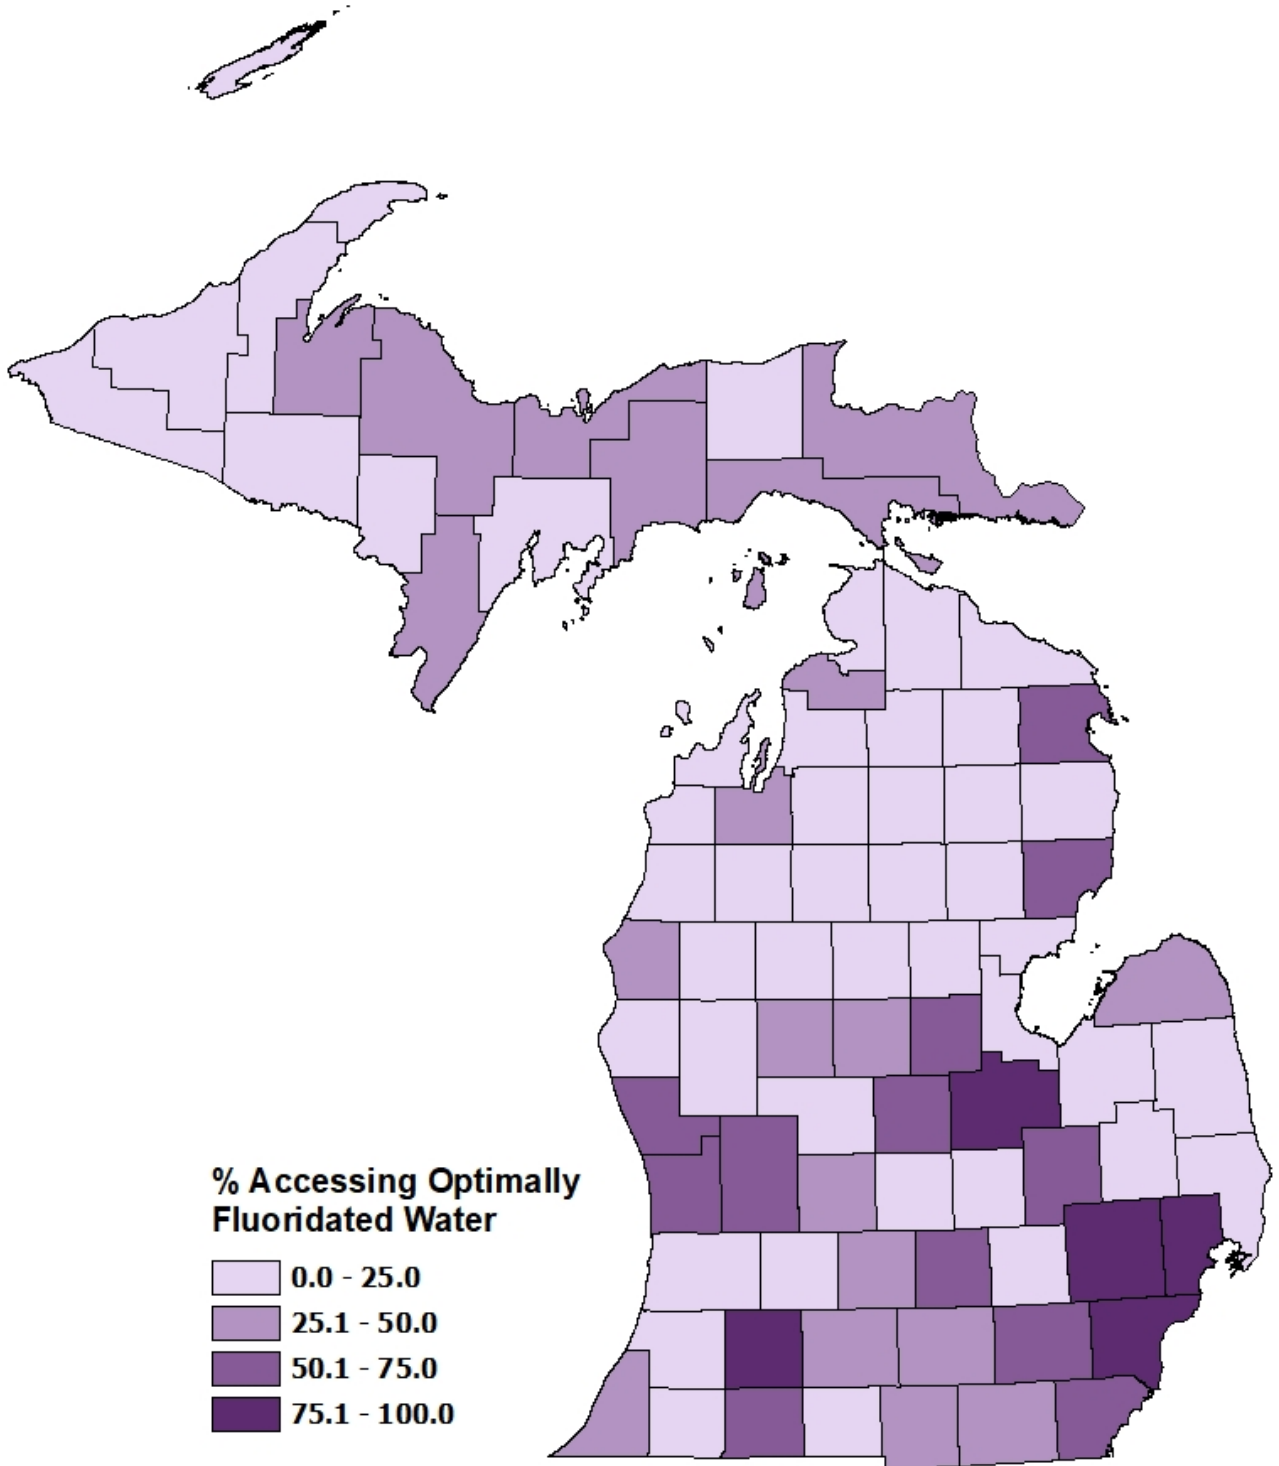 % Accessing Optimally
Fluoridated Water
0.0 - 25.0
25.1 - 50.0
50.1 - 75.0
75.1 - 100.0